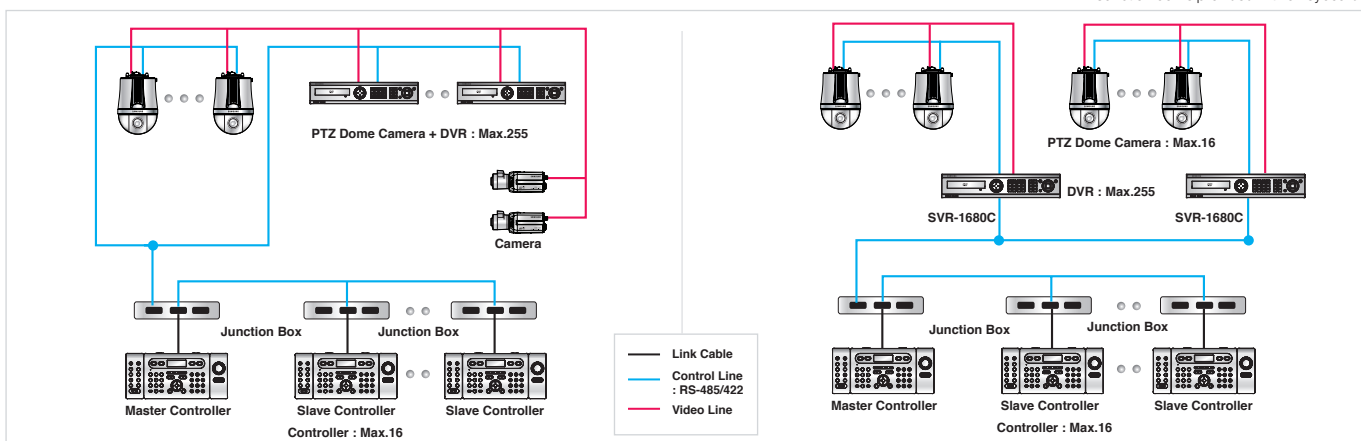 PTZ Dome Camera + DVR : Max.255
Camera
Junction Box
Junction Box
Master Controller
Slave Controller
Slave Controller
Controller : Max.16
Link Cable
Control Line
: RS-485/422
Video Line
PTZ Dome Camera : Max.16
DVR : Max.255
SVR-1680C
SVR-1680C
Junction Box
Junction Box
Master Controller
Slave Controller
Slave Controller
Controller : Max.16